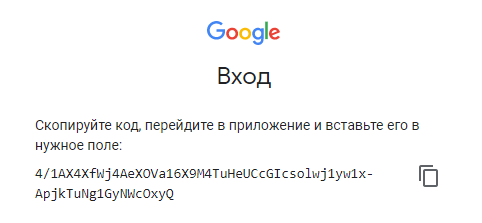 Google
Вход
Скопируйте код, перейдите в приложение и вставьте его в
нужное поле:
4/1AX4XfWj4AeXOVa16X9M4TuHeUCcGIcsolwj1yw1x-
ApjkTuNg1GyNWcOxyQ